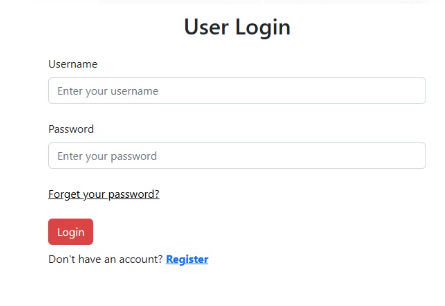 User Login
Username
Enter your username
Password
Enter your password
Forget your password?
Login
Don't have an account? Register